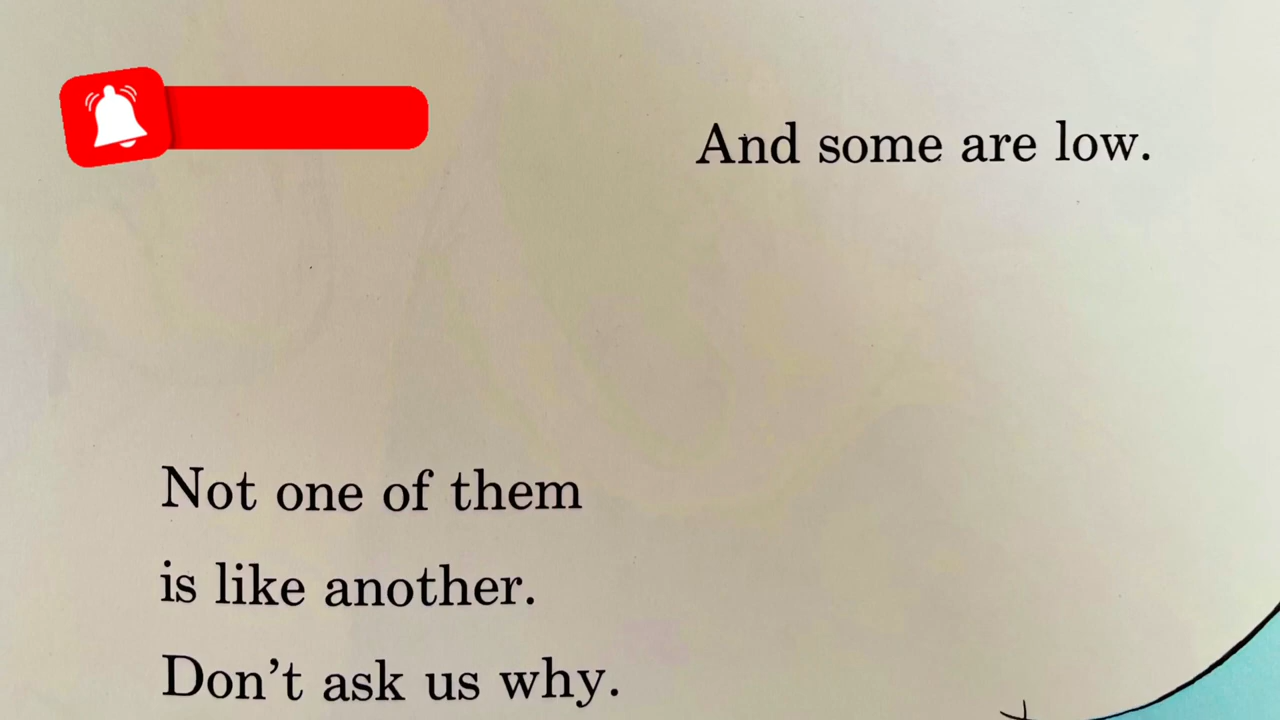 And some are low.
Not one of them
is like another.
Don't ask us why.